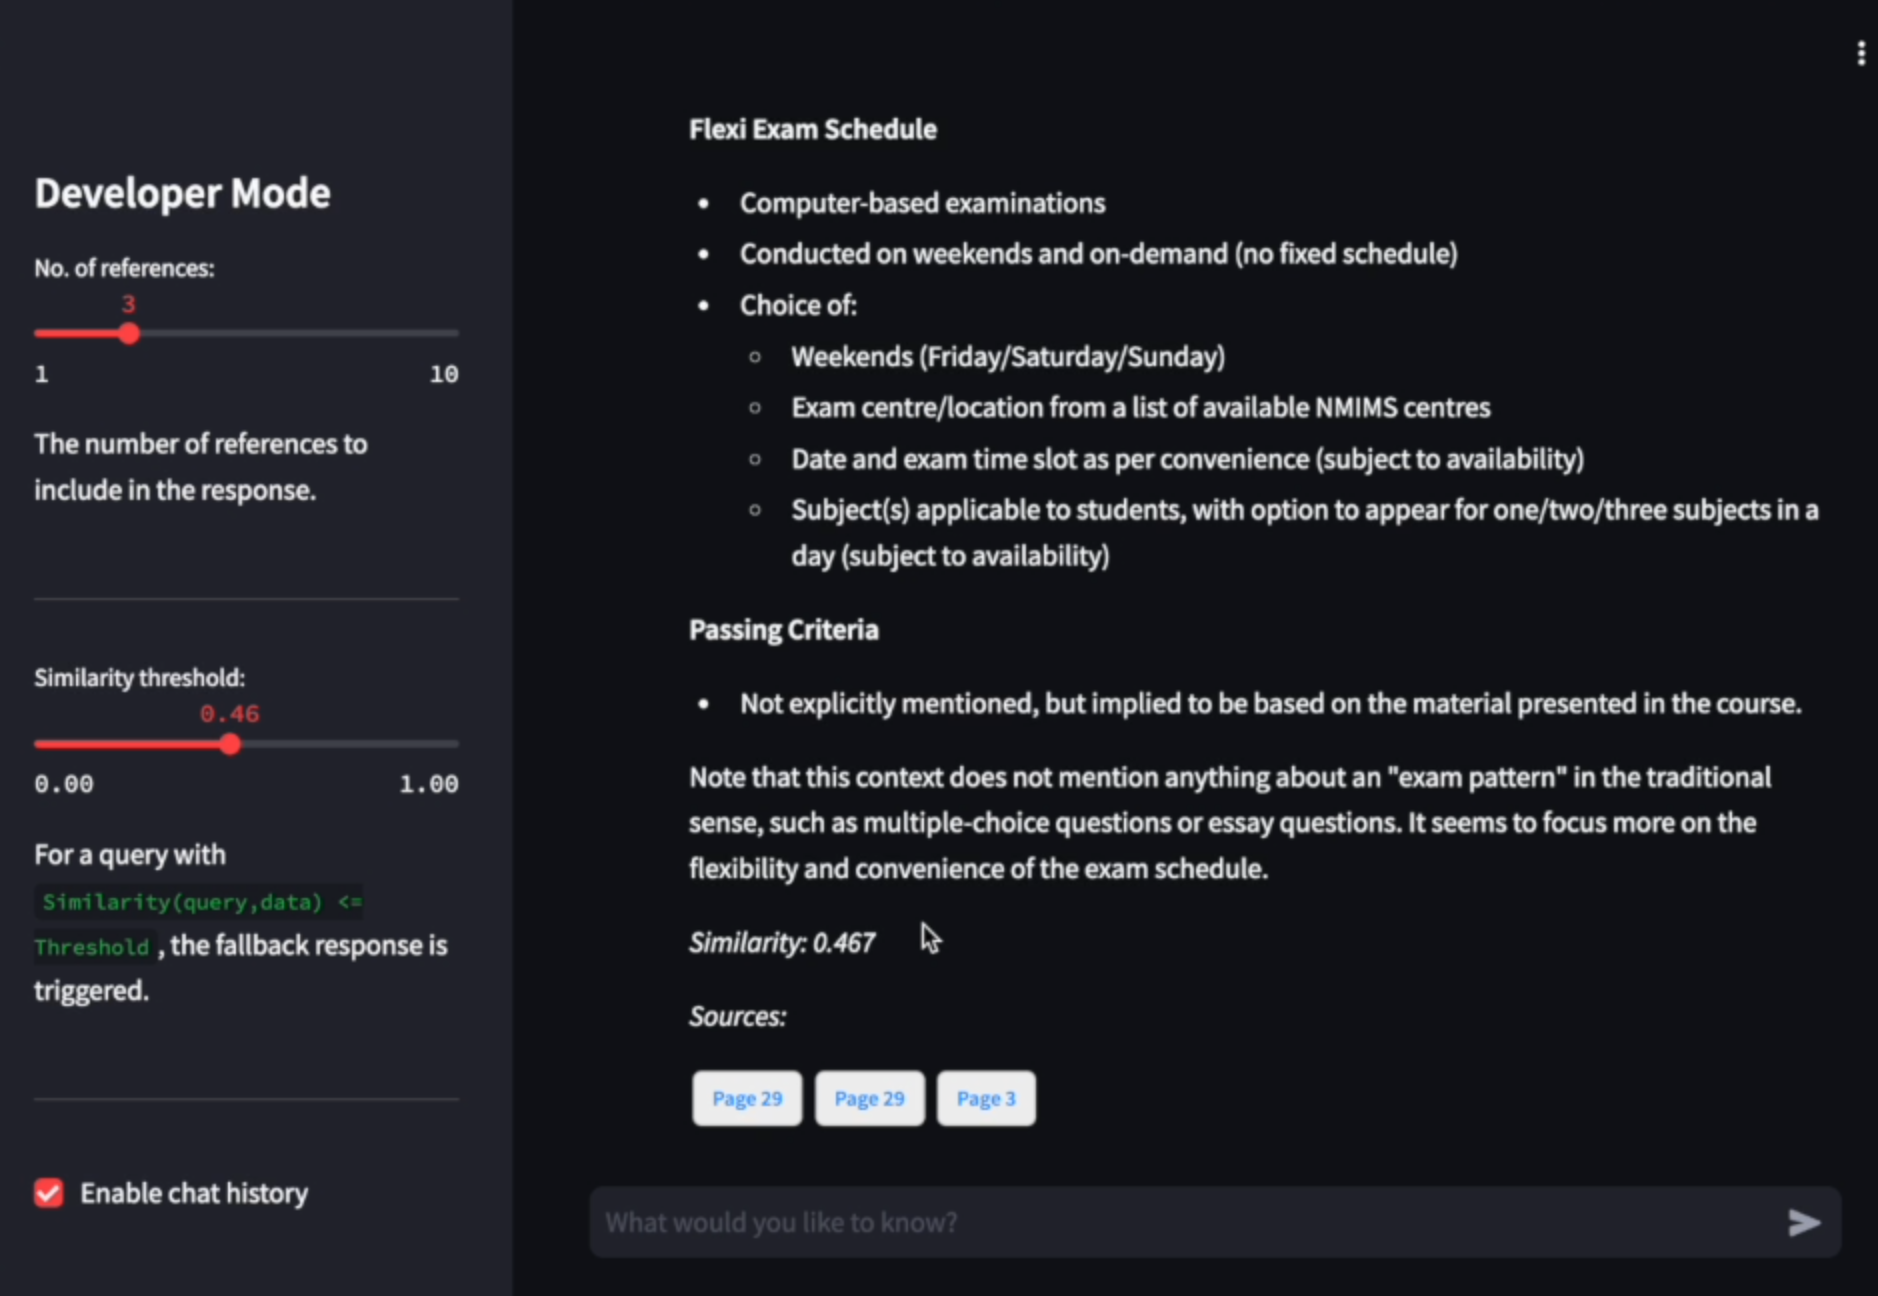 Developer Mode
No. of references:
3
1 10
The number of references to
include in the response.
Similarity threshold:
0.46
0.00 1.00
For a query with
Similarity(query,data) <=
Threshold , the fallback response is
triggered.
Enable chat history
Flexi Exam Schedule
• Computer-based examinations
• Conducted on weekends and on-demand (no fixed schedule)
• Choice of:
◦ Weekends (Friday/Saturday/Sunday)
◦ Exam centre/location from a list of available NMIMS centres
◦ Date and exam time slot as per convenience (subject to availability)
◦ Subject(s) applicable to students, with option to appear for one/two/three subjects in a
day (subject to availability)
Passing Criteria
• Not explicitly mentioned, but implied to be based on the material presented in the course.
Note that this context does not mention anything about an "exam pattern" in the traditional
sense, such as multiple-choice questions or essay questions. It seems to focus more on the
flexibility and convenience of the exam schedule.
Similarity: 0.467
Sources:
Page 29 Page 29 Page 3
What would you like to know?